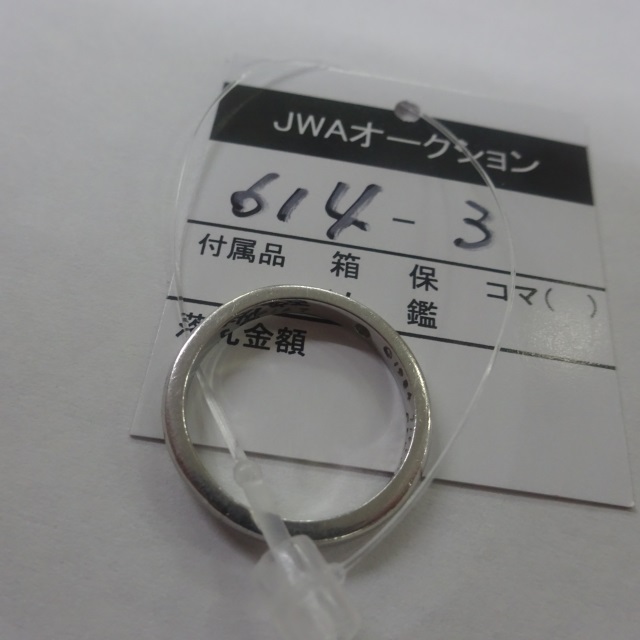 JWAオークション
614-3
付属品 箱 保 コマ( )
鑑
金額